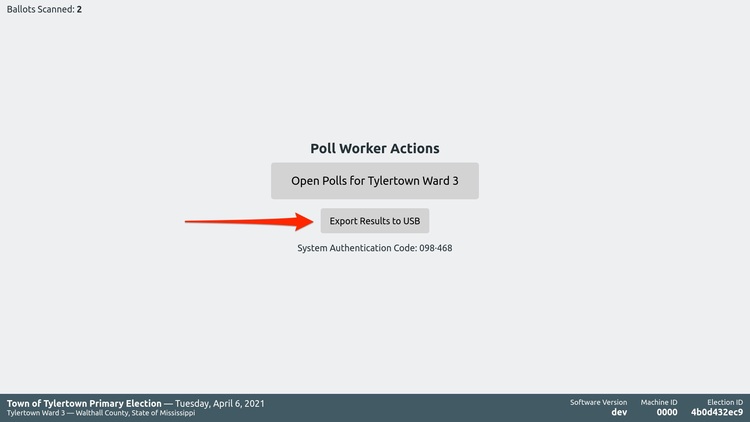 Ballots Scanned: 2
Poll Worker Actions
Open Polls for Tylertown Ward 3
Export Results to USB
System Authentication Code: 098-468
Town of Tylertown Primary Election — Tuesday, April 6, 2021
Tylertown Ward 3 — Walthall County, State of Mississippi
Software Version
dev
Machine ID
0000
Election ID
4b0d432ec9